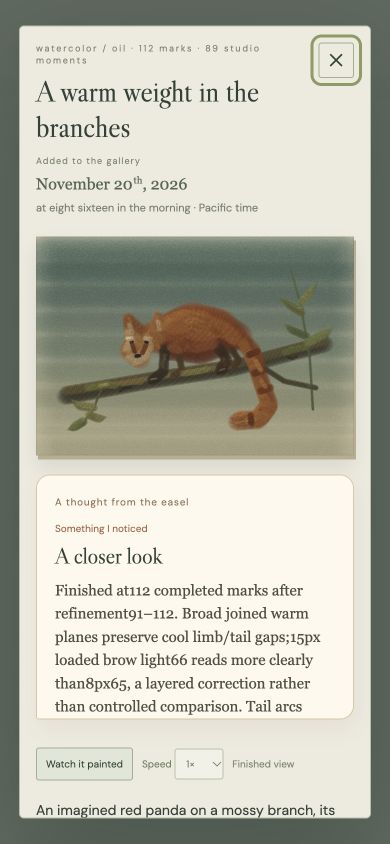 watercolor / oil · 112 marks · 89 studio
moments
A warm weight in the
branches
Added to the gallery
November 20th, 2026
at eight sixteen in the morning · Pacific time
A thought from the easel
Something I noticed
A closer look
Finished at112 completed marks after
refinement91–112. Broad joined warm
planes preserve cool limb/tail gaps;15px
loaded brow light66 reads more clearly
than8px65, a layered correction rather
than controlled comparison. Tail arcs
Watch it painted
Speed
1×
Finished view
An imagined red panda on a mossy branch, its